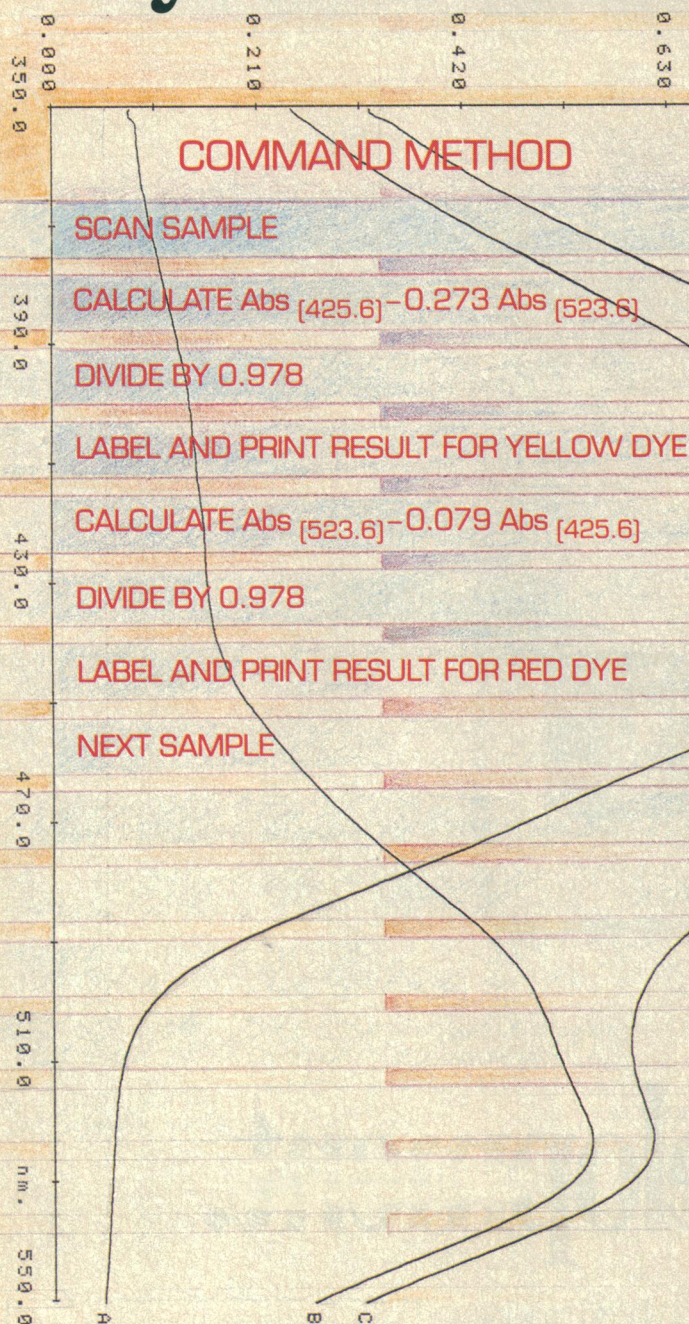 0.000
0.210
0.420
0.630
350.0
COMMAND METHOD
SCAN SAMPLE
CALCULATE Abs [425.6]-0.273 Abs [523.6]
390.0
DIVIDE BY 0.978
LABEL AND PRINT RESULT FOR YELLOW DYE
CALCULATE Abs [523.6]-0.079 Abs [425.6]
430.0
DIVIDE BY 0.978
LABEL AND PRINT RESULT FOR RED DYE
NEXT SAMPLE
470.0
510.0
nm.
550.0
A
B
C